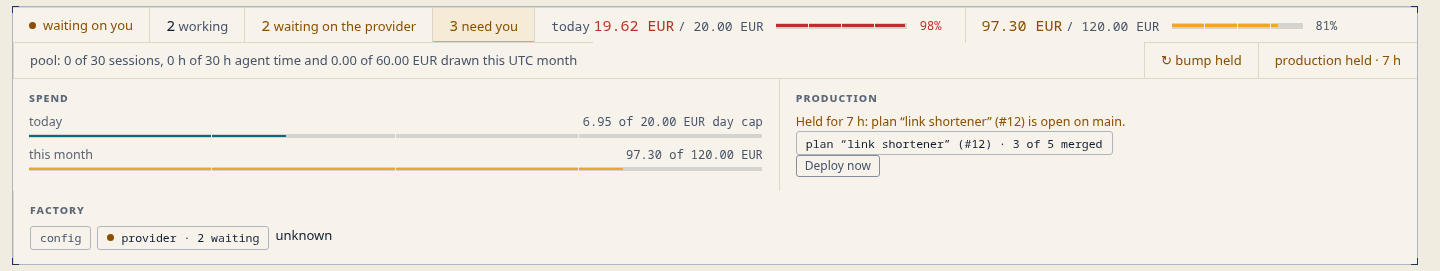 waiting on you 2 working 2 waiting on the provider 3 need you today 19.62 EUR / 20.00 EUR 98% 97.30 EUR / 120.00 EUR 81%
pool: 0 of 30 sessions, 0 h of 30 h agent time and 0.00 of 60.00 EUR drawn this UTC month ↻ bump held production held · 7 h
SPEND
today 6.95 of 20.00 EUR day cap
this month 97.30 of 120.00 EUR
PRODUCTION
Held for 7 h: plan “link shortener” (#12) is open on main.
plan “link shortener” (#12) · 3 of 5 merged
Deploy now
FACTORY
config provider · 2 waiting unknown